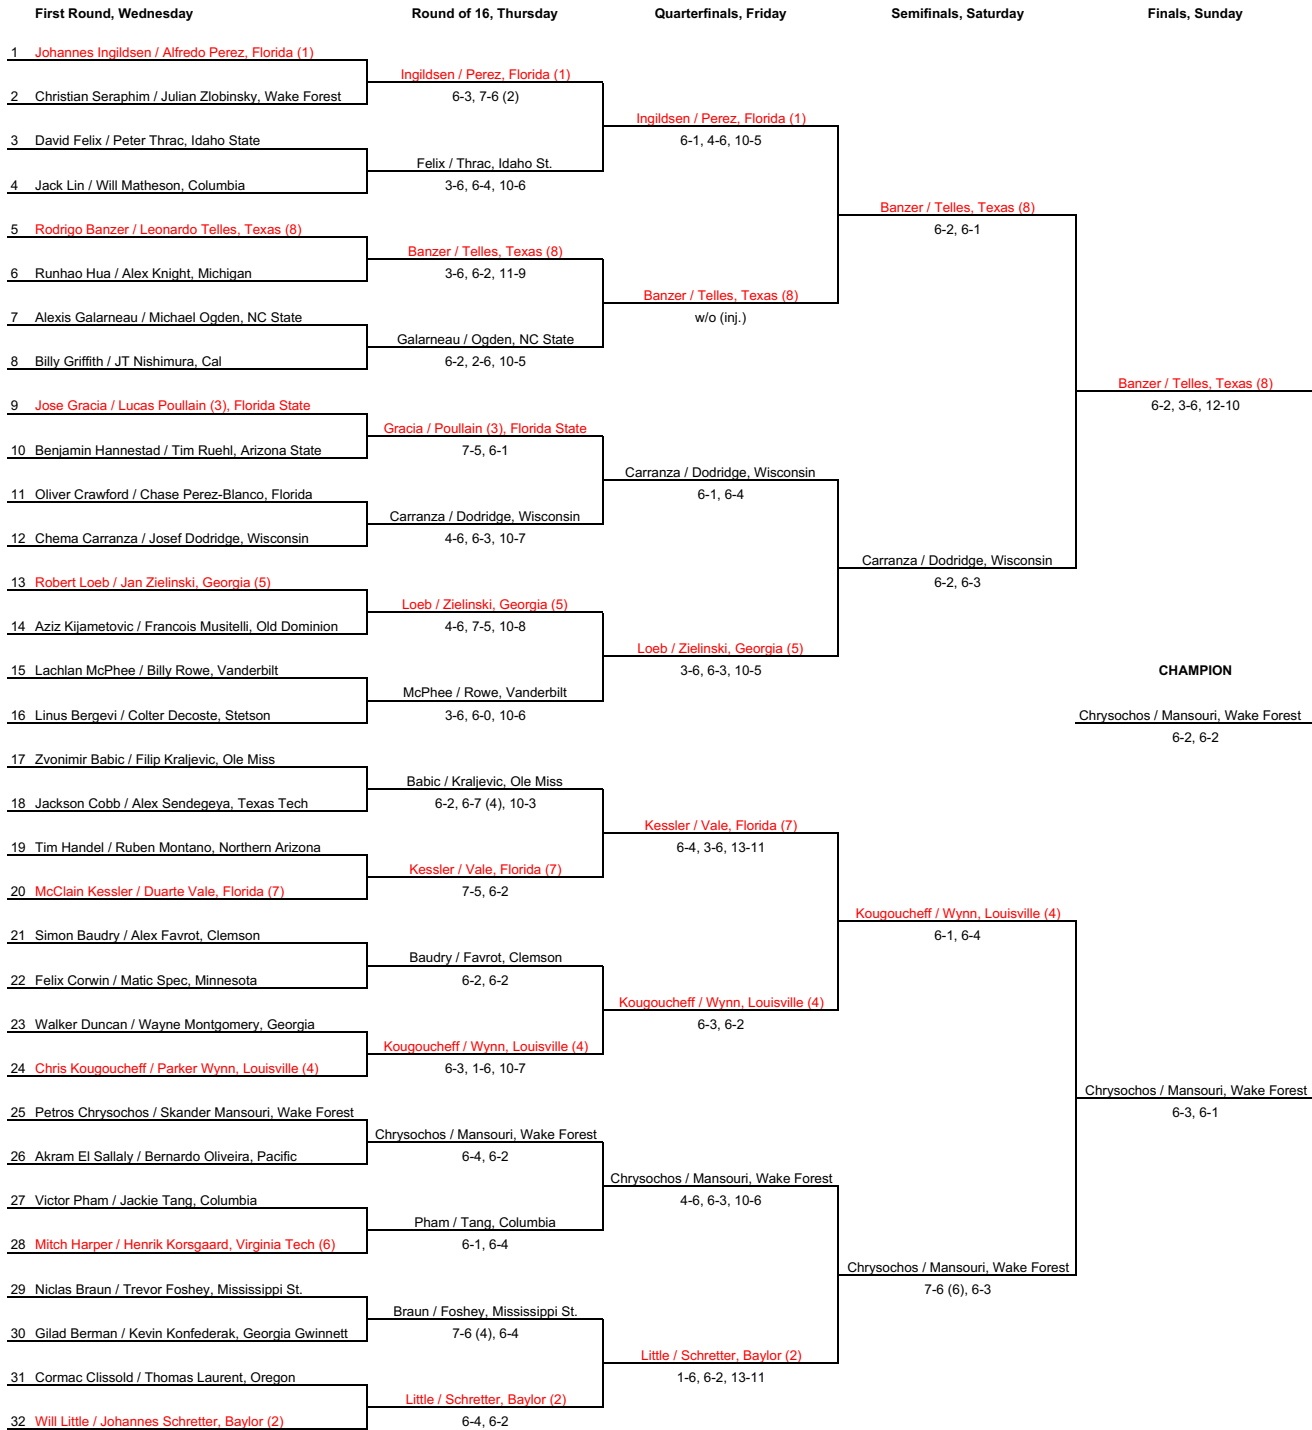 First Round, Wednesday
Round of 16, Thursday
Quarterfinals, Friday
Semifinals, Saturday
Finals, Sunday
1 Johannes Ingildsen / Alfredo Perez, Florida (1)
2 Christian Seraphim / Julian Zlobinsky, Wake Forest
3 David Felix / Peter Thrac, Idaho State
4 Jack Lin / Will Matheson, Columbia
5 Rodrigo Banzer / Leonardo Telles, Texas (8)
6 Runhao Hua / Alex Knight, Michigan
7 Alexis Galarneau / Michael Ogden, NC State
8 Billy Griffith / JT Nishimura, Cal
9 Jose Gracia / Lucas Poullain (3), Florida State
10 Benjamin Hannestad / Tim Ruehl, Arizona State
11 Oliver Crawford / Chase Perez-Blanco, Florida
12 Chema Carranza / Josef Dodridge, Wisconsin
13 Robert Loeb / Jan Zielinski, Georgia (5)
14 Aziz Kijametovic / Francois Musitelli, Old Dominion
15 Lachlan McPhee / Billy Rowe, Vanderbilt
16 Linus Bergevi / Colter Decoste, Stetson
17 Zvonimir Babic / Filip Kraljevic, Ole Miss
18 Jackson Cobb / Alex Sendegeya, Texas Tech
19 Tim Handel / Ruben Montano, Northern Arizona
20 McClain Kessler / Duarte Vale, Florida (7)
21 Simon Baudry / Alex Favrot, Clemson
22 Felix Corwin / Matic Spec, Minnesota
23 Walker Duncan / Wayne Montgomery, Georgia
24 Chris Kougoucheff / Parker Wynn, Louisville (4)
25 Petros Chrysochos / Skander Mansouri, Wake Forest
26 Akram El Sallaly / Bernardo Oliveira, Pacific
27 Victor Pham / Jackie Tang, Columbia
28 Mitch Harper / Henrik Korsgaard, Virginia Tech (6)
29 Niclas Braun / Trevor Foshey, Mississippi St.
30 Gilad Berman / Kevin Konfederak, Georgia Gwinnett
31 Cormac Clissold / Thomas Laurent, Oregon
32 Will Little / Johannes Schretter, Baylor (2)
Ingildsen / Perez, Florida (1)
6-3, 7-6 (2)
Felix / Thrac, Idaho St.
3-6, 6-4, 10-6
Banzer / Telles, Texas (8)
3-6, 6-2, 11-9
Galarneau / Ogden, NC State
6-2, 2-6, 10-5
Gracia / Poullain (3), Florida State
7-5, 6-1
Carranza / Dodridge, Wisconsin
4-6, 6-3, 10-7
Loeb / Zielinski, Georgia (5)
4-6, 7-5, 10-8
McPhee / Rowe, Vanderbilt
3-6, 6-0, 10-6
Babic / Kraljevic, Ole Miss
6-2, 6-7 (4), 10-3
Kessler / Vale, Florida (7)
7-5, 6-2
Baudry / Favrot, Clemson
6-2, 6-2
Kougoucheff / Wynn, Louisville (4)
6-3, 1-6, 10-7
Chrysochos / Mansouri, Wake Forest
6-4, 6-2
Pham / Tang, Columbia
6-1, 6-4
Braun / Foshey, Mississippi St.
7-6 (4), 6-4
Little / Schretter, Baylor (2)
6-4, 6-2
Ingildsen / Perez, Florida (1)
6-1, 4-6, 10-5
Banzer / Telles, Texas (8)
w/o (inj.)
Carranza / Dodridge, Wisconsin
6-1, 6-4
Loeb / Zielinski, Georgia (5)
3-6, 6-3, 10-5
Kessler / Vale, Florida (7)
6-4, 3-6, 13-11
Kougoucheff / Wynn, Louisville (4)
6-3, 6-2
Chrysochos / Mansouri, Wake Forest
4-6, 6-3, 10-6
Little / Schretter, Baylor (2)
1-6, 6-2, 13-11
Banzer / Telles, Texas (8)
6-2, 6-1
Carranza / Dodridge, Wisconsin
6-2, 6-3
Kougoucheff / Wynn, Louisville (4)
6-1, 6-4
Chrysochos / Mansouri, Wake Forest
7-6 (6), 6-3
Banzer / Telles, Texas (8)
6-2, 3-6, 12-10
CHAMPION
Chrysochos / Mansouri, Wake Forest
6-2, 6-2
Chrysochos / Mansouri, Wake Forest
6-3, 6-1